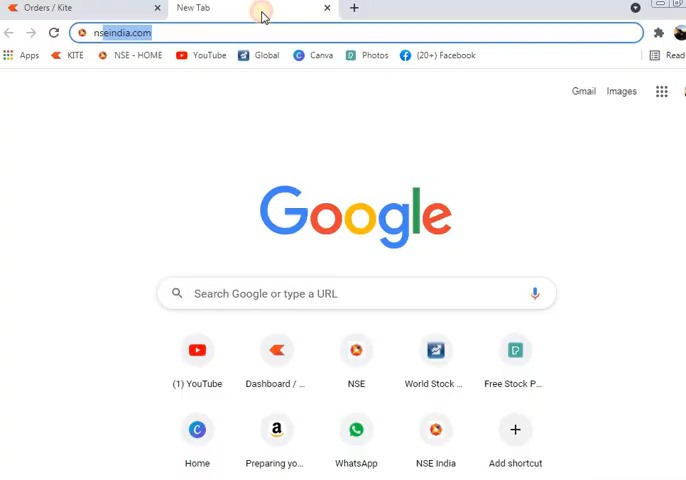 Orders / Kite
New Tab
nseindia.com
Apps KITE NSE - HOME YouTube Global Canva Photos (20+) Facebook Read
Gmail Images
Google
Search Google or type a URL
(1) YouTube Dashboard / ... NSE World Stock ... Free Stock P...
Home Preparing yo... WhatsApp NSE India Add shortcut